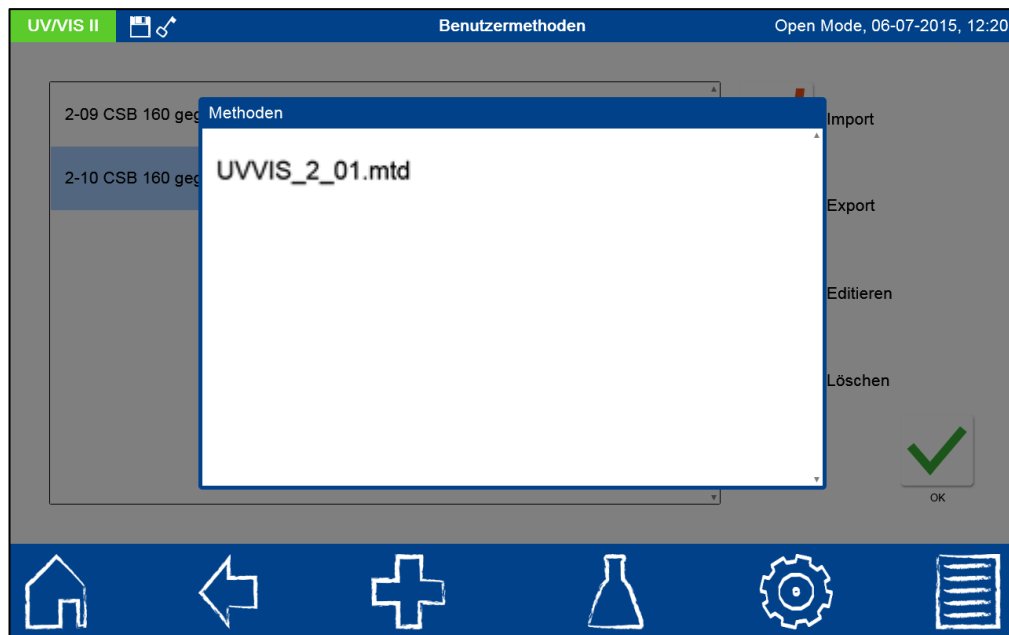 UV/VIS II
Benutzermethoden
Open Mode, 06-07-2015, 12:20
2-09 CSB 160 geg
Methoden
Import
UVVIS_2_01.mtd
2-10 CSB 160 geg
Export
Editieren
Löschen
OK